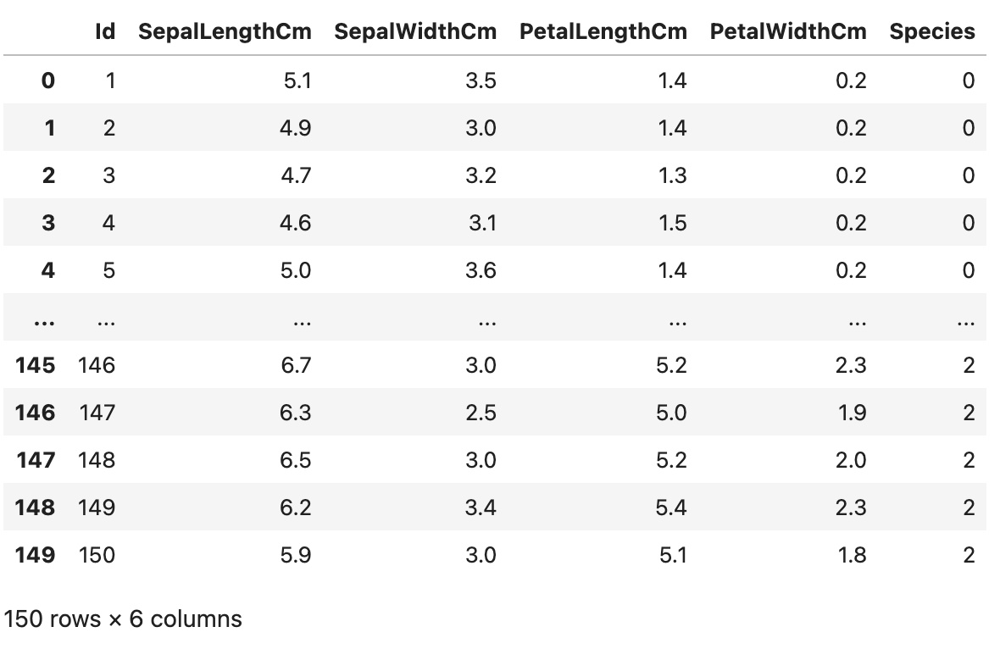 Id SepalLengthCm SepalWidthCm PetalLengthCm PetalWidthCm Species
0 1 5.1 3.5 1.4 0.2 0
1 2 4.9 3.0 1.4 0.2 0
2 3 4.7 3.2 1.3 0.2 0
3 4 4.6 3.1 1.5 0.2 0
4 5 5.0 3.6 1.4 0.2 0
... ... ... ... ... ... ...
145 146 6.7 3.0 5.2 2.3 2
146 147 6.3 2.5 5.0 1.9 2
147 148 6.5 3.0 5.2 2.0 2
148 149 6.2 3.4 5.4 2.3 2
149 150 5.9 3.0 5.1 1.8 2
150 rows × 6 columns